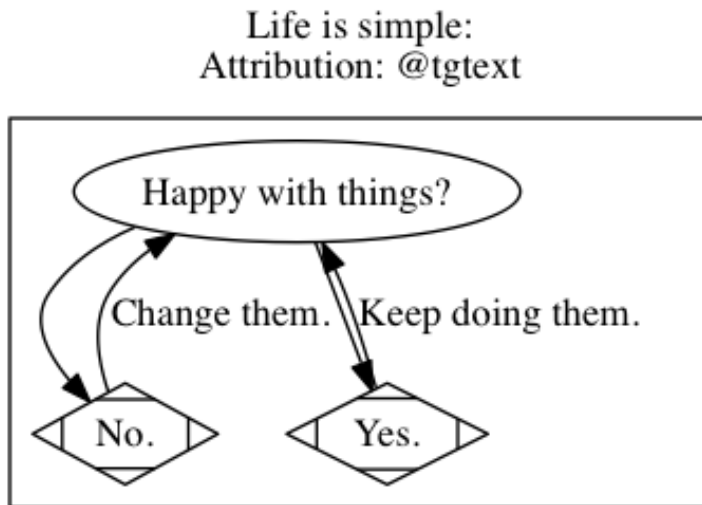 Life is simple:
Attribution: @tgtext
Happy with things?
Change them.
Keep doing them.
No.
Yes.